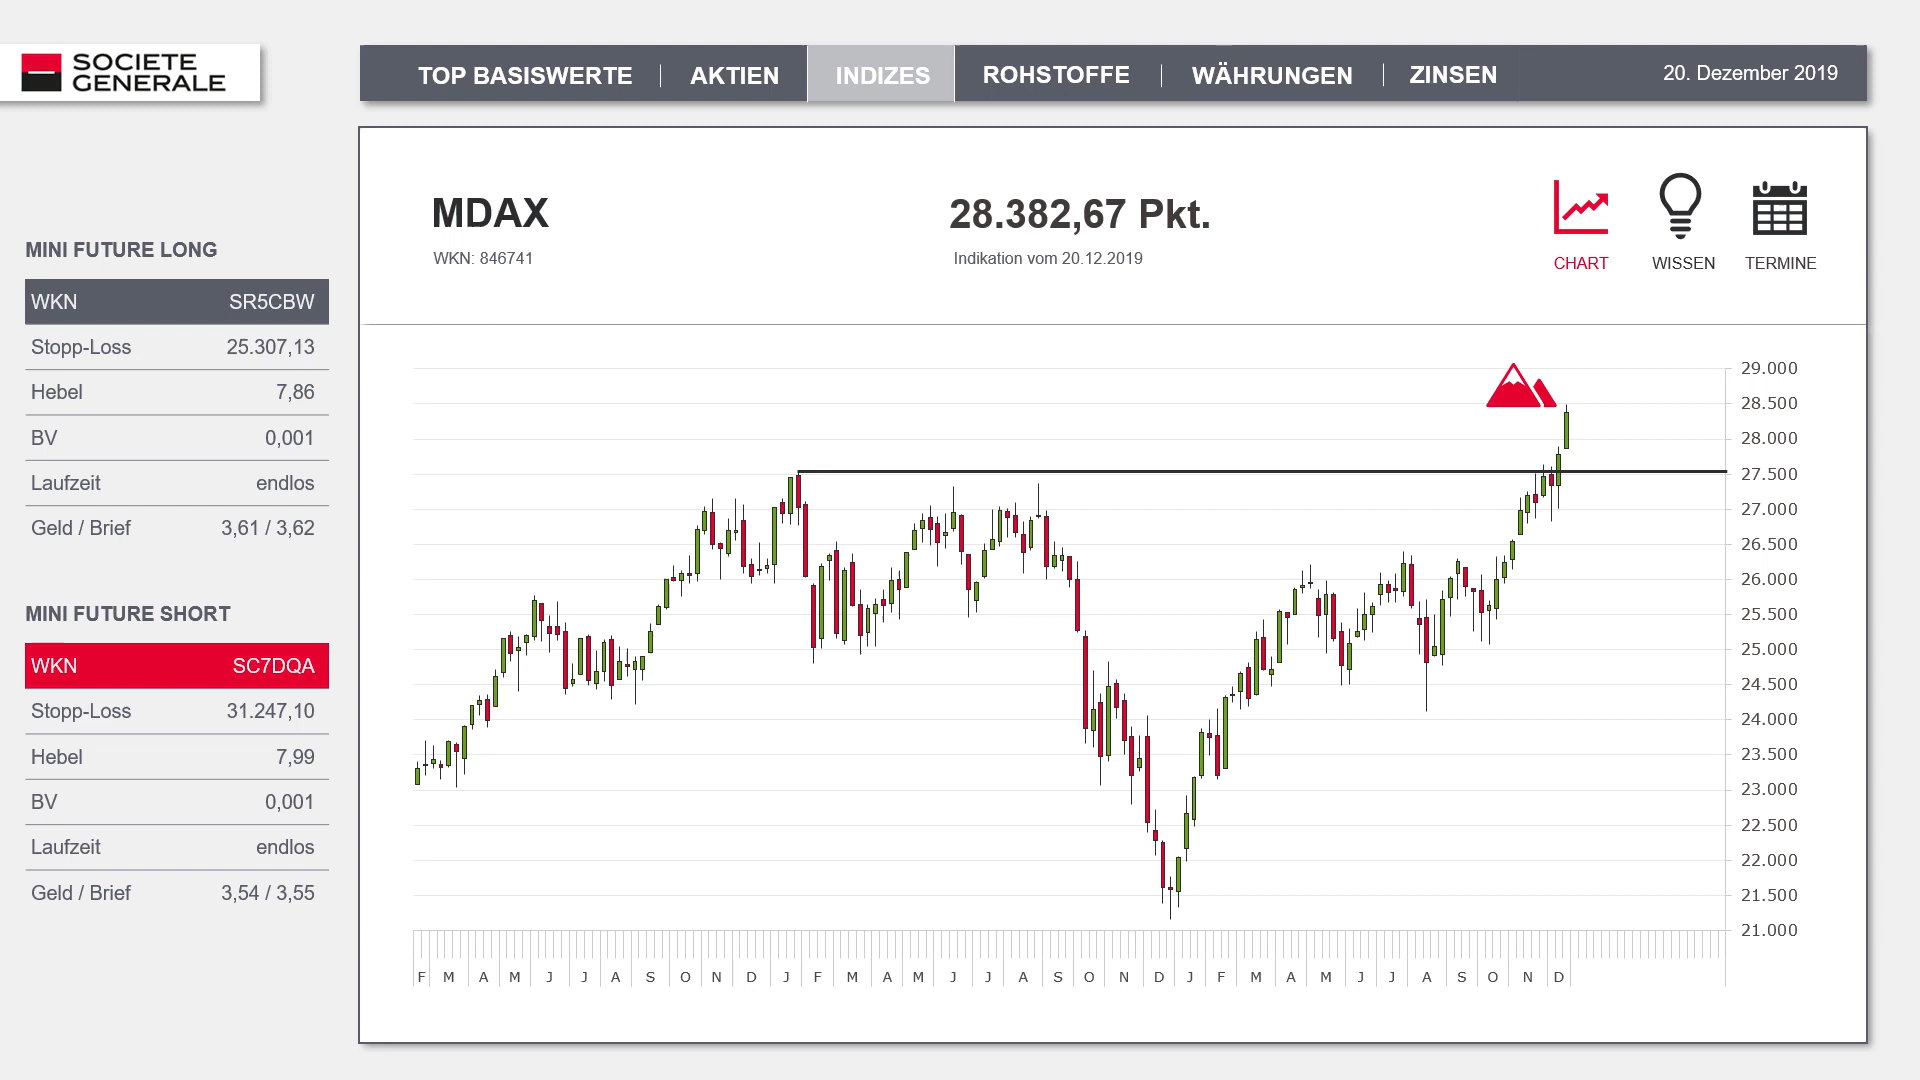 SOCIETE
GENERALE
TOP BASISWERTE AKTIEN INDIZES ROHSTOFFE WÄHRUNGEN ZINSEN 20. Dezember 2019
MDAX 28.382,67 Pkt.
WKN: 846741 Indikation vom 20.12.2019
CHART WISSEN TERMINE
MINI FUTURE LONG
WKN SR5CBW
Stopp-Loss 25.307,13
Hebel 7,86
BV 0,001
Laufzeit endlos
Geld / Brief 3,61 / 3,62
MINI FUTURE SHORT
WKN SC7DQA
Stopp-Loss 31.247,10
Hebel 7,99
BV 0,001
Laufzeit endlos
Geld / Brief 3,54 / 3,55
29.000
28.500
28.000
27.500
27.000
26.500
26.000
25.500
25.000
24.500
24.000
23.500
23.000
22.500
22.000
21.500
21.000
F M A M J J A S O N D J F M A M J J A S O N D J F M A M J J A S O N D